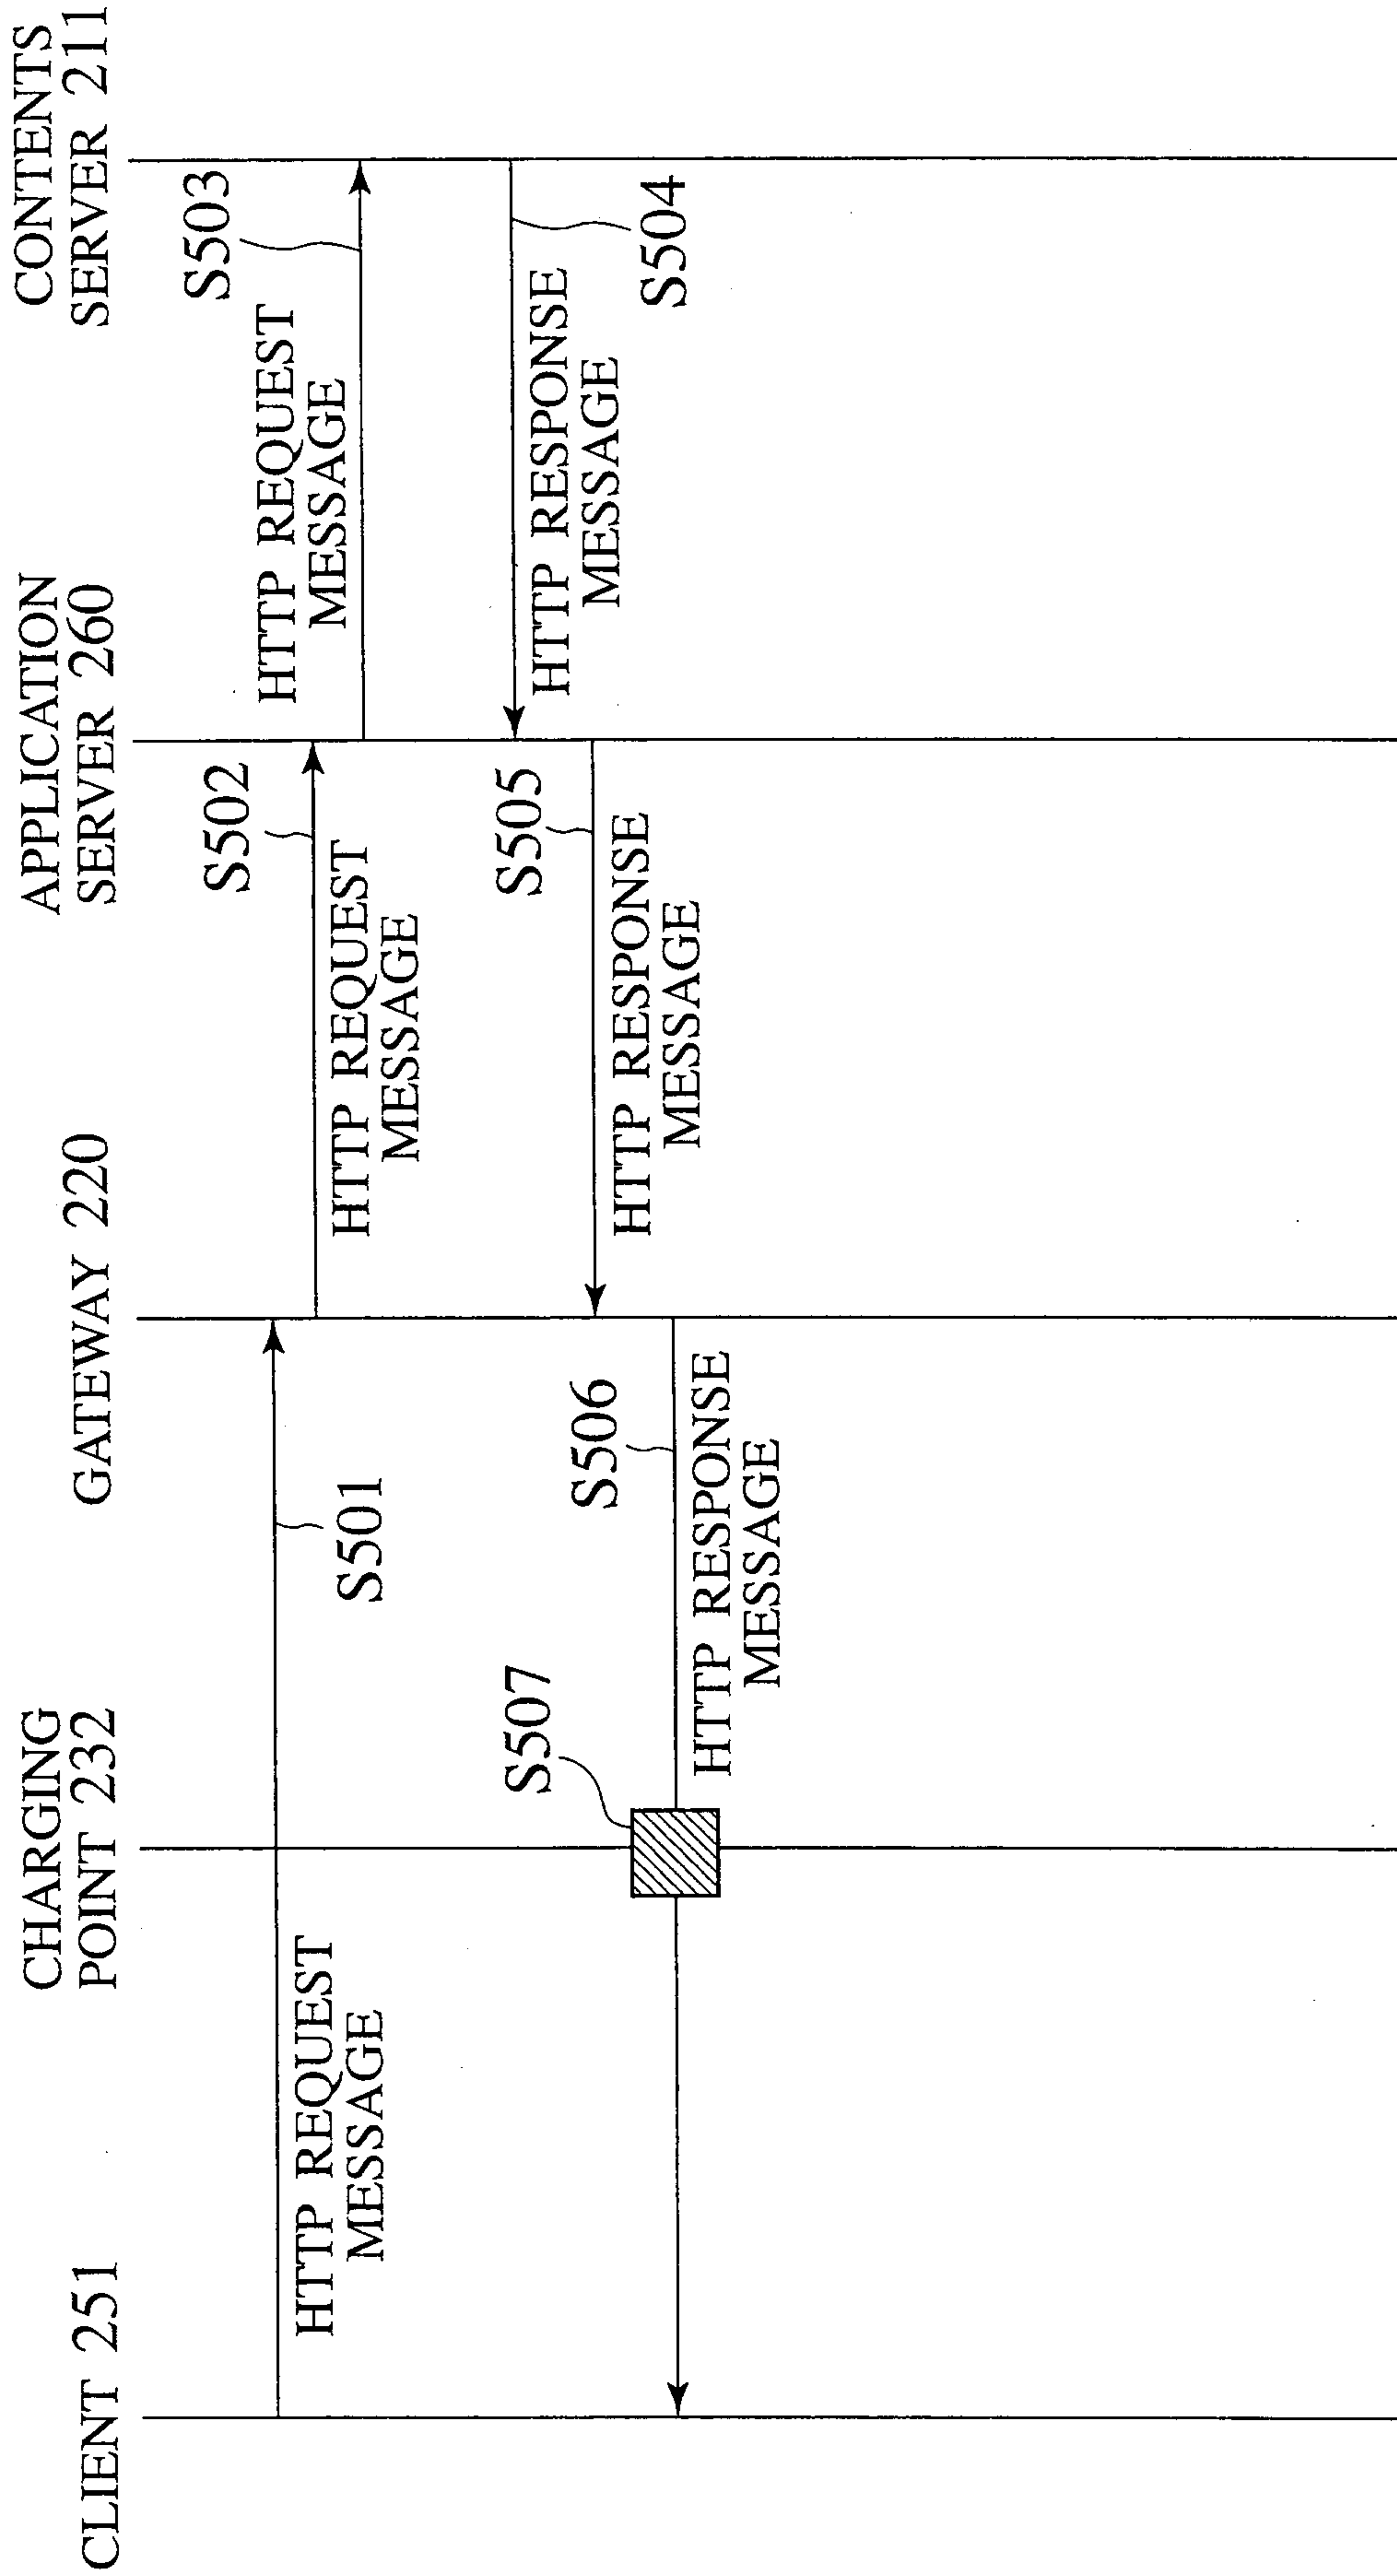 CLIENT 251
CHARGING
POINT 232
GATEWAY 220
APPLICATION
SERVER 260
CONTENTS
SERVER 211
HTTP REQUEST
MESSAGE
S501
S502
HTTP REQUEST
MESSAGE
S503
HTTP REQUEST
MESSAGE
HTTP RESPONSE
MESSAGE
S504
S505
HTTP RESPONSE
MESSAGE
S506
HTTP RESPONSE
MESSAGE
S507